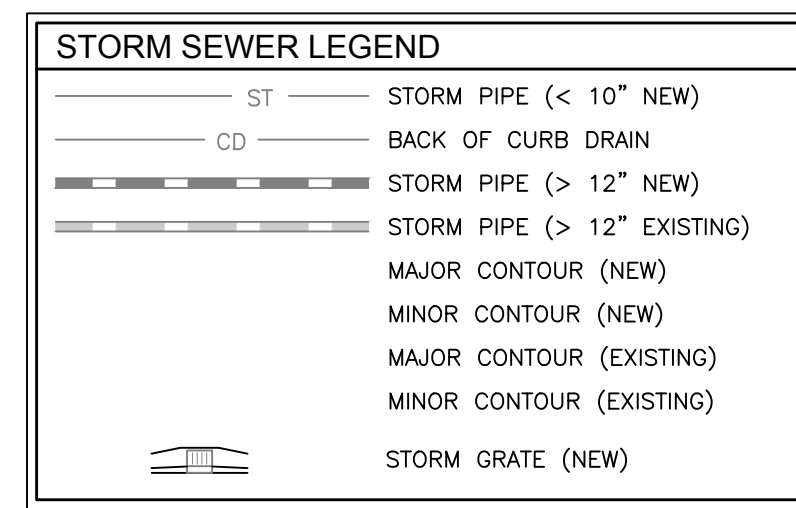 STORM SEWER LEGEND
ST STORM PIPE (< 10" NEW)
CD BACK OF CURB DRAIN
STORM PIPE (> 12" NEW)
STORM PIPE (> 12" EXISTING)
MAJOR CONTOUR (NEW)
MINOR CONTOUR (NEW)
MAJOR CONTOUR (EXISTING)
MINOR CONTOUR (EXISTING)
STORM GRATE (NEW)